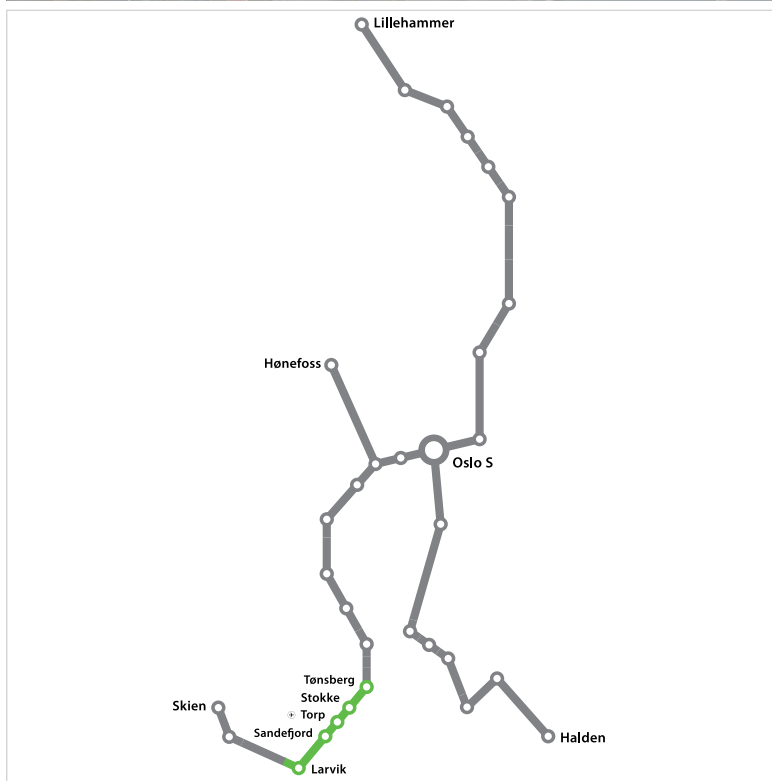 Lillehammer
Hønefoss
Oslo S
Tønsberg
Stokke
Skien
Torp
Sandefjord
Halden
Larvik